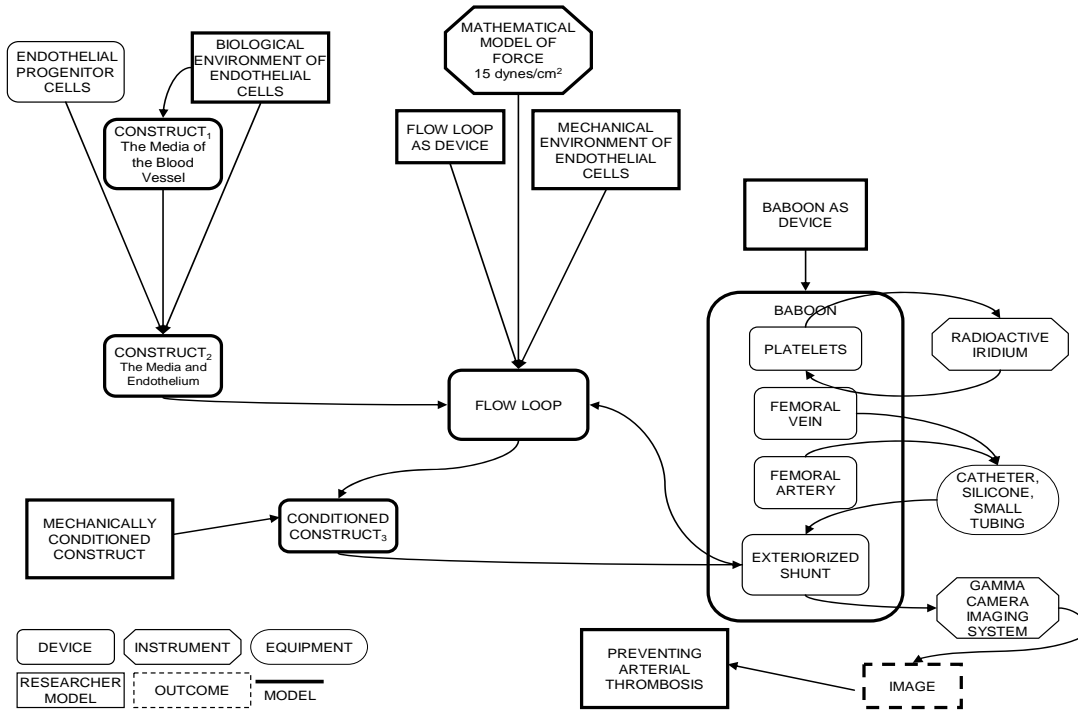 ENDOTHELIAL
PROGENITOR
CELLS
BIOLOGICAL
ENVIRONMENT OF
ENDOTHELIAL
CELLS
CONSTRUCT₁
The Media of
the Blood
Vessel
CONSTRUCT₂
The Media and
Endothelium
MATHEMATICAL
MODEL OF
FORCE
15 dynes/cm²
FLOW LOOP
AS DEVICE
MECHANICAL
ENVIRONMENT OF
ENDOTHELIAL
CELLS
FLOW LOOP
MECHANICALLY
CONDITIONED
CONSTRUCT
CONDITIONED
CONSTRUCT₃
BABOON AS
DEVICE
BABOON
PLATELETS
RADIOACTIVE
IRIDIUM
FEMORAL
VEIN
FEMORAL
ARTERY
CATHETER,
SILICONE,
SMALL
TUBING
EXTERIORIZED
SHUNT
GAMMA
CAMERA
IMAGING
SYSTEM
IMAGE
PREVENTING
ARTERIAL
THROMBOSIS
DEVICE
INSTRUMENT
EQUIPMENT
RESEARCHER
MODEL
OUTCOME
MODEL